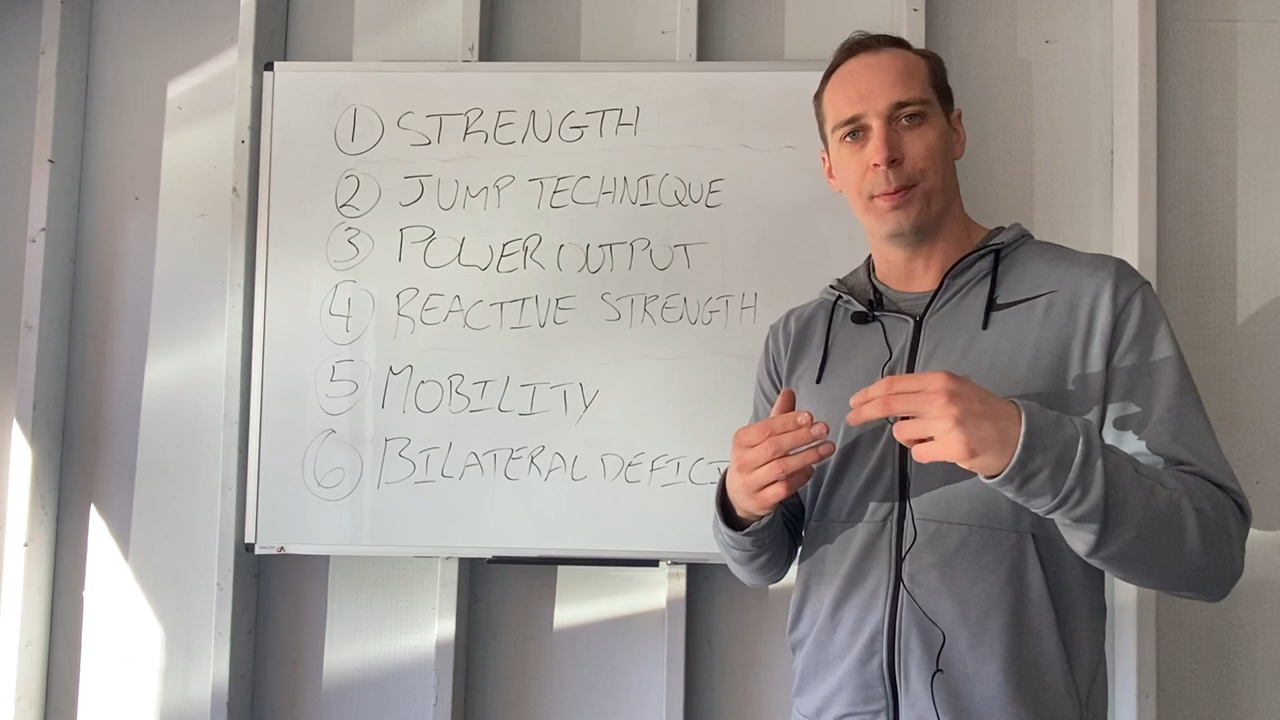 1 STRENGTH
2 JUMP TECHNIQUE
3 POWER OUTPUT
4 REACTIVE STRENGTH
5 MOBILITY
6 BILATERAL DEFICI